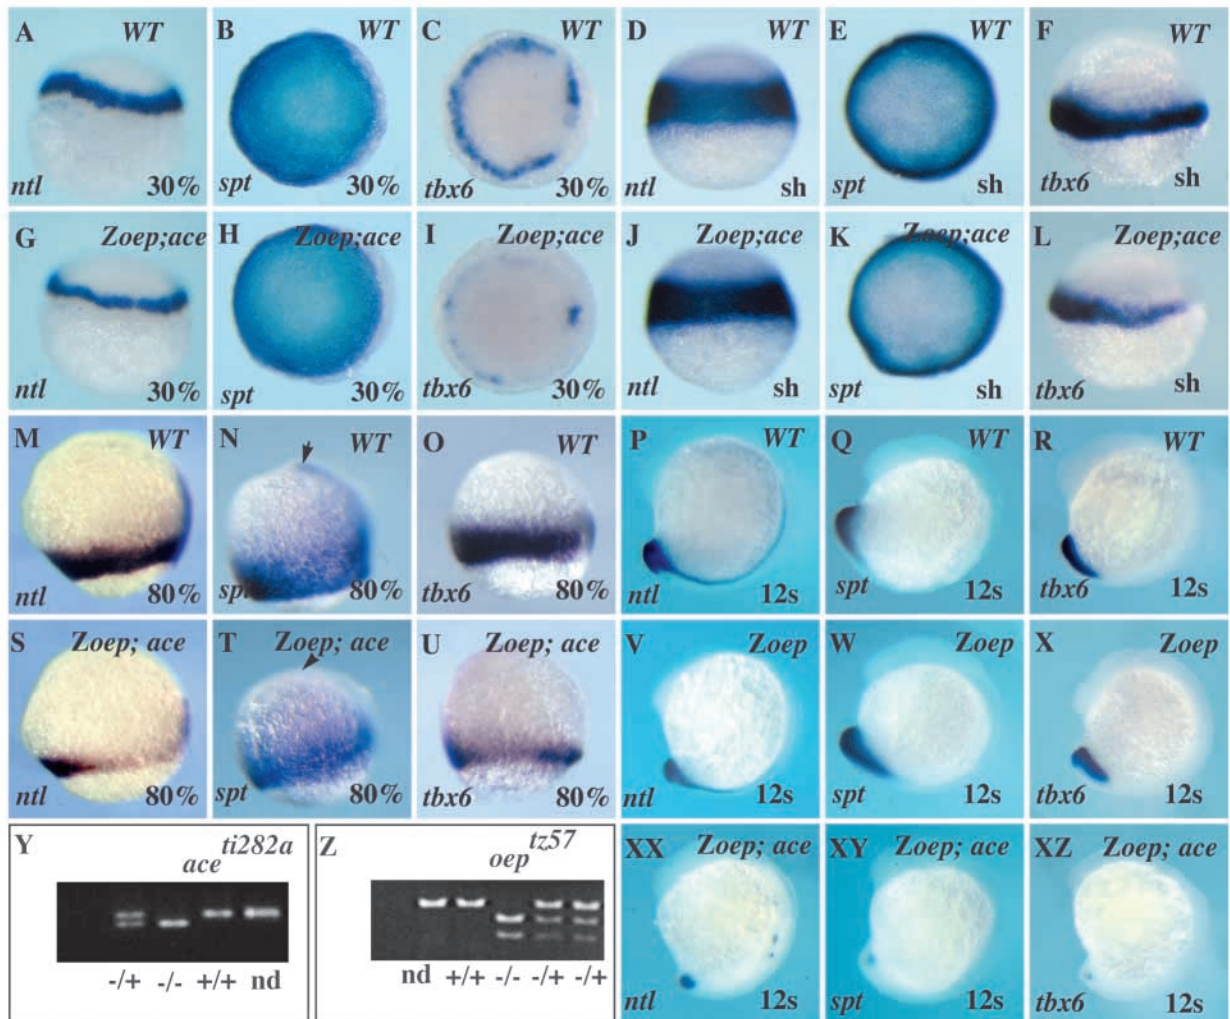 A WT ntl 30%
B WT spt 30%
C WT tbx6 30%
D WT ntl sh
E WT spt sh
F WT tbx6 sh
G Zoep;ace ntl 30%
H Zoep;ace spt 30%
I Zoep;ace tbx6 30%
J Zoep;ace ntl sh
K Zoep;ace spt sh
L Zoep;ace tbx6 sh
M WT ntl 80%
N WT spt 80%
O WT tbx6 80%
P WT ntl 12s
Q WT spt 12s
R WT tbx6 12s
S Zoep; ace ntl 80%
T Zoep; ace spt 80%
U Zoep; ace tbx6 80%
V Zoep ntl 12s
W Zoep spt 12s
X Zoep tbx6 12s
Y ace ti282a
-/+ -/- +/+ nd
Z oep tz57
nd +/+ -/- -/+ -/+
XX Zoep; ace ntl 12s
XY Zoep; ace spt 12s
XZ Zoep; ace tbx6 12s